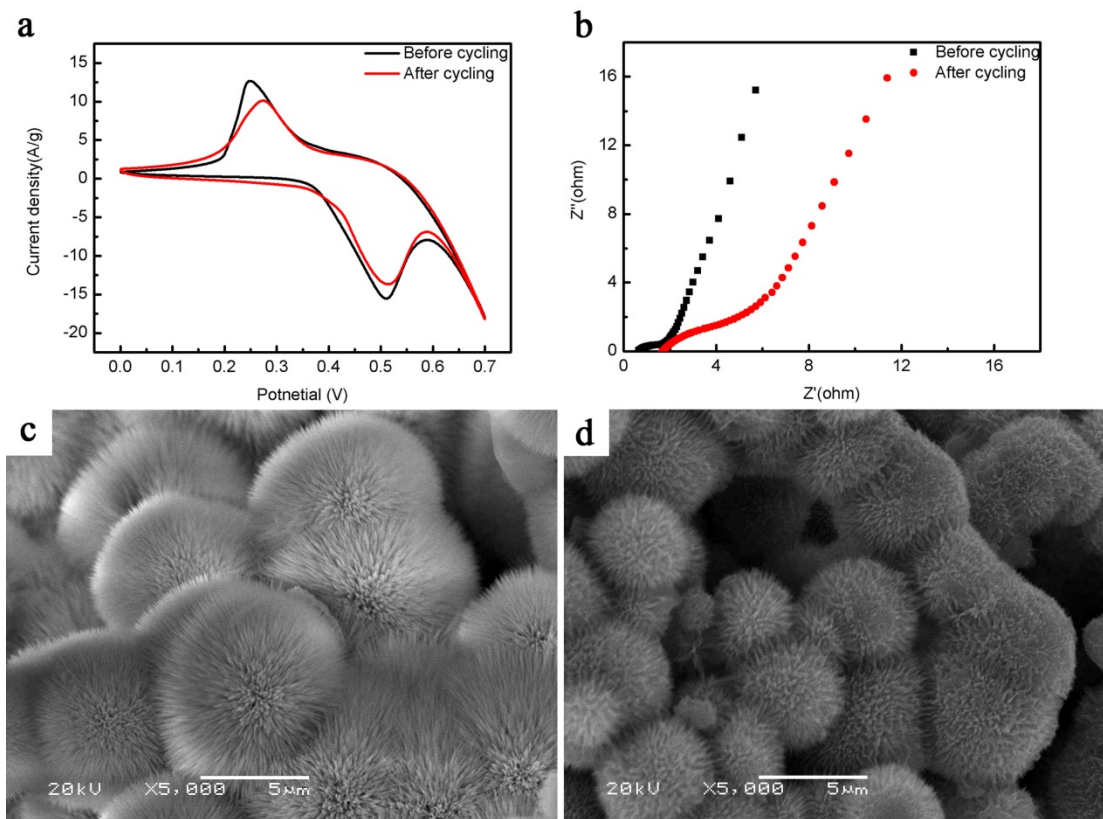 a
Before cycling
After cycling
15
10
5
0
-5
-10
-15
-20
Current density(A/g)
0.0 0.1 0.2 0.3 0.4 0.5 0.6 0.7
Potnetial (V)
b
Before cycling
After cycling
16
12
8
4
0
Z''(ohm)
0 4 8 12 16
Z'(ohm)
c
20kV X5,000 5µm
d
20kV X5,000 5µm